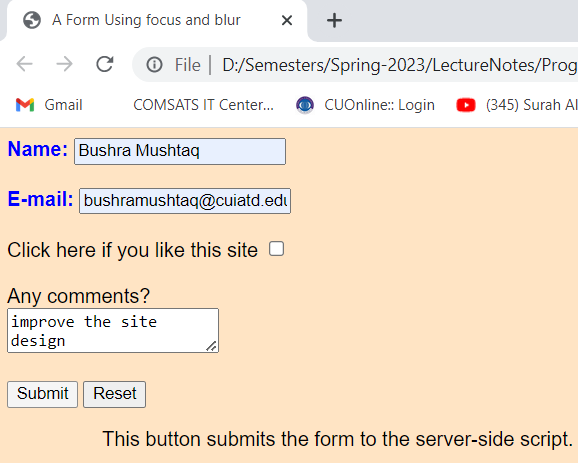 A Form Using focus and blur
File | D:/Semesters/Spring-2023/LectureNotes/Prog
Gmail COMSATS IT Center... CUOnline:: Login (345) Surah Al
Name: Bushra Mushtaq
E-mail: bushramushtaq@cuiatd.edu
Click here if you like this site
Any comments?
improve the site
design
Submit Reset
This button submits the form to the server-side script.